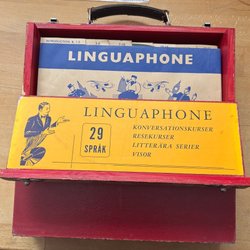 LINGUAPHONE
LINGUAPHONE
29
SPRÅK
KONVERSATIONSKURSER
RESEKURSER
LITTERÄRA SERIER
VISOR